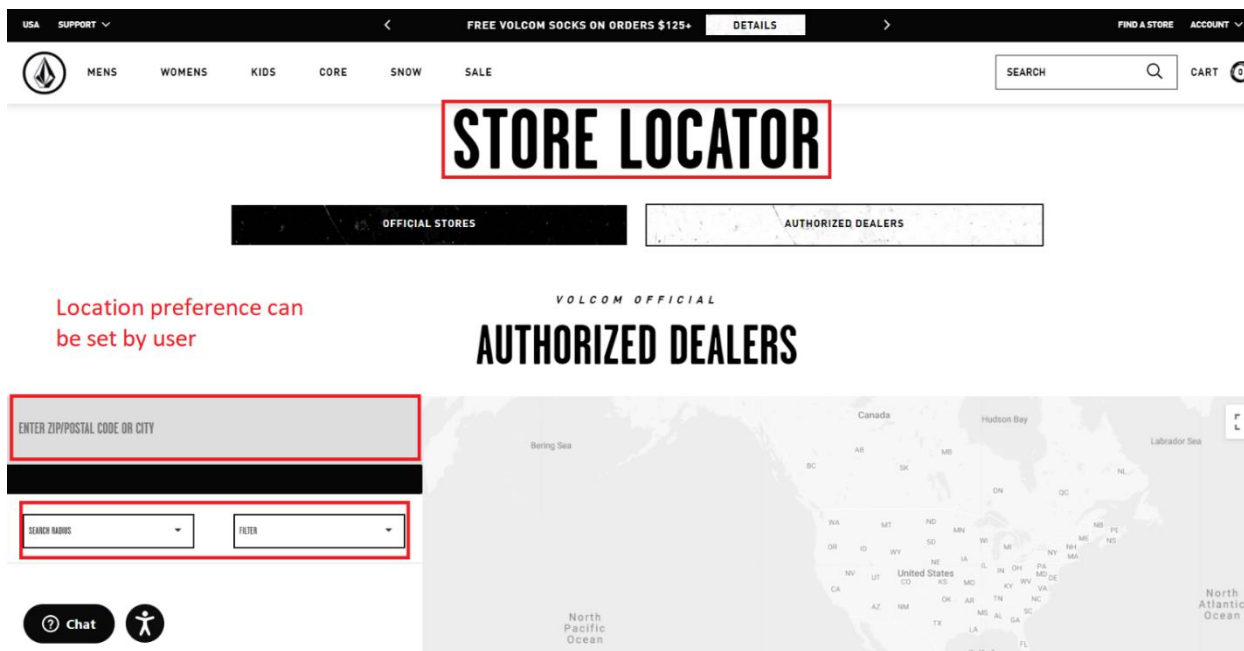 USA SUPPORT FREE VOLCOM SOCKS ON ORDERS $125+ DETAILS FIND A STORE ACCOUNT
MENS WOMENS KIDS CORE SNOW SALE SEARCH CART 0
STORE LOCATOR
OFFICIAL STORES AUTHORIZED DEALERS
Location preference can
be set by user
VOLCOM OFFICIAL
AUTHORIZED DEALERS
ENTER ZIP/POSTAL CODE OR CITY
SEARCH RADIUS FILTER
Chat
Canada
Hudson Bay
Bering Sea
Labrador Sea
AB
MB
BC
SK
NL
ON
QC
WA
MT
ND
MN
NB
PE
OR
ID
WY
SD
WI
MI
NY
NH
ME
NS
MA
NE
IA
NV
UT
United States
CO
KS
MO
IL
IN
OH
PA
MD
DE
CA
KY
WV
VA
AZ
NM
OK
AR
TN
NC
MS
AL
SC
GA
TX
LA
FL
North
Pacific
Ocean
North
Atlantic
Ocean